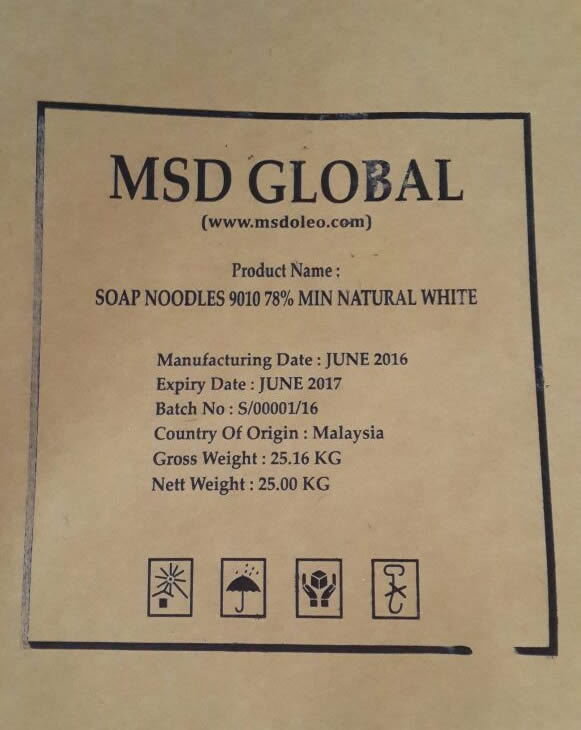 MSD GLOBAL
(www.msdoleo.com)
Product Name :
SOAP NOODLES 9010 78% MIN NATURAL WHITE
Manufacturing Date : JUNE 2016
Expiry Date : JUNE 2017
Batch No : S/00001/16
Country Of Origin : Malaysia
Gross Weight : 25.16 KG
Nett Weight : 25.00 KG